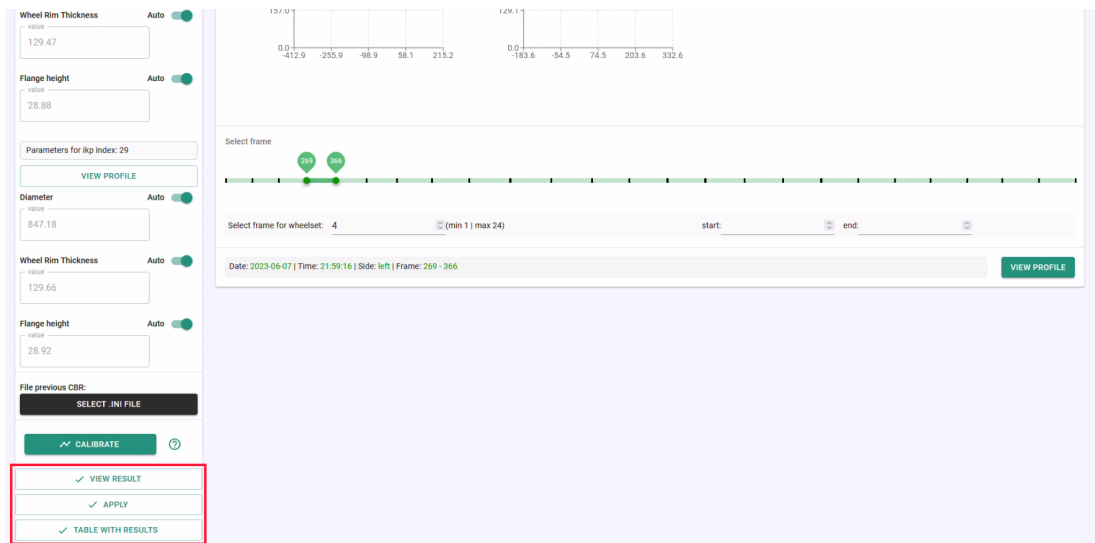 Wheel Rim Thickness Auto
value
129.47
Flange height Auto
value
28.88
Parameters for ikp index: 29
VIEW PROFILE
Diameter Auto
value
847.18
Wheel Rim Thickness Auto
value
129.66
Flange height Auto
value
28.92
File previous CBR:
SELECT .INI FILE
CALIBRATE
VIEW RESULT
APPLY
TABLE WITH RESULTS
157.0
0.0
-412.9 -255.9 -98.9 58.1 215.2
129.1
0.0
-183.6 -54.5 74.5 203.6 332.6
Select frame
269 366
Select frame for wheelset: 4 (min 1 | max 24) start: end:
Date: 2023-06-07 | Time: 21:59:16 | Side: left | Frame: 269 - 366
VIEW PROFILE